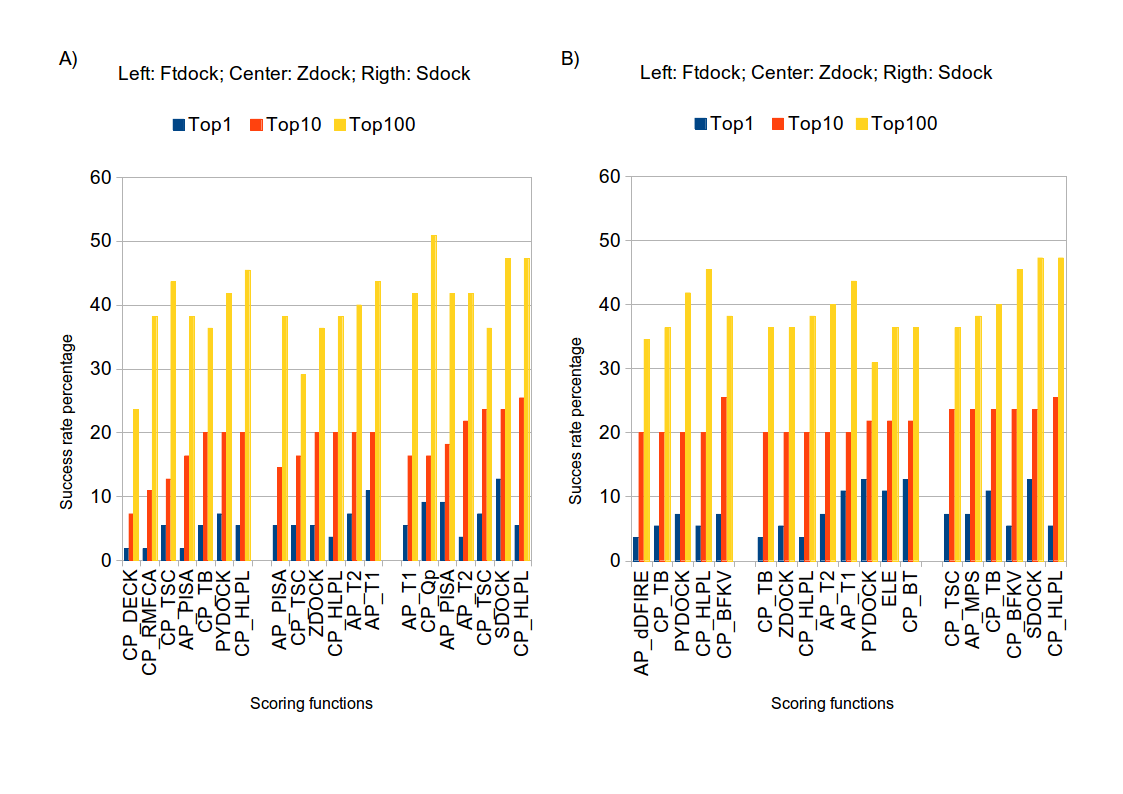 A)
Left: Ftdock; Center: Zdock; Rigth: Sdock
Top1 Top10 Top100
60
50
40
30
20
10
0
Success rate percentage
CP_DECK
CP_RMFCA
CP_TSC
AP_PISA
CP_TB
PYDOCK
CP_HLPL
AP_PISA
CP_TSC
ZDOCK
CP_HLPL
AP_T2
AP_T1
AP_T1
CP_Qp
AP_PISA
AP_T2
CP_TSC
SDOCK
CP_HLPL
Scoring functions
B)
Left: Ftdock; Center: Zdock; Rigth: Sdock
Top1 Top10 Top100
60
50
40
30
20
10
0
Succes rate percentage
AP_dDFIRE
CP_TB
PYDOCK
CP_HLPL
CP_BFKV
CP_TB
ZDOCK
CP_HLPL
AP_T2
AP_T1
PYDOCK
ELE
CP_BT
CP_TSC
AP_MPS
CP_TB
CP_BFKV
SDOCK
CP_HLPL
Scoring functions